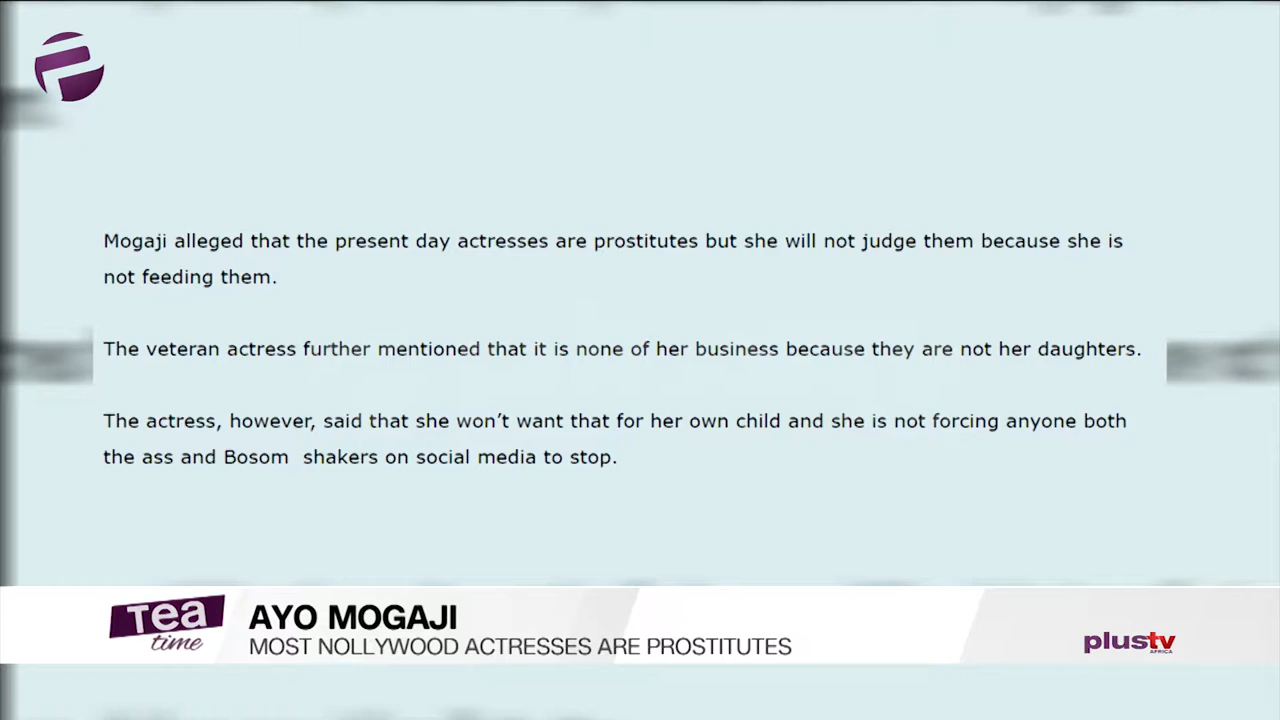 Mogaji alleged that the present day actresses are prostitutes but she will not judge them because she is
not feeding them.
The veteran actress further mentioned that it is none of her business because they are not her daughters.
The actress, however, said that she won’t want that for her own child and she is not forcing anyone both
the ass and Bosom shakers on social media to stop.
Tea
time
AYO MOGAJI
MOST NOLLYWOOD ACTRESSES ARE PROSTITUTES
plustv
AFRICA